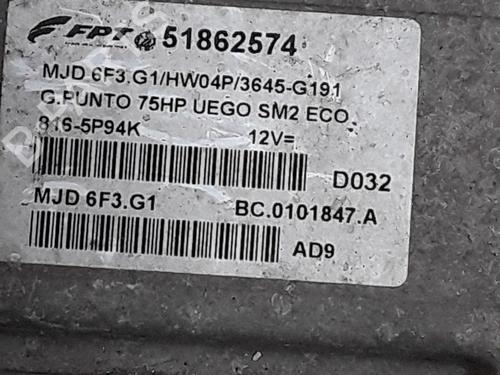 FPT 51862574
MJD 6F3.G1/HW04P/3645-G191
G.PUNTO 75HP UEGO SM2 ECO.
816-5P94K 12V=
D032
MJD 6F3.G1 BC.0101847.A
AD9